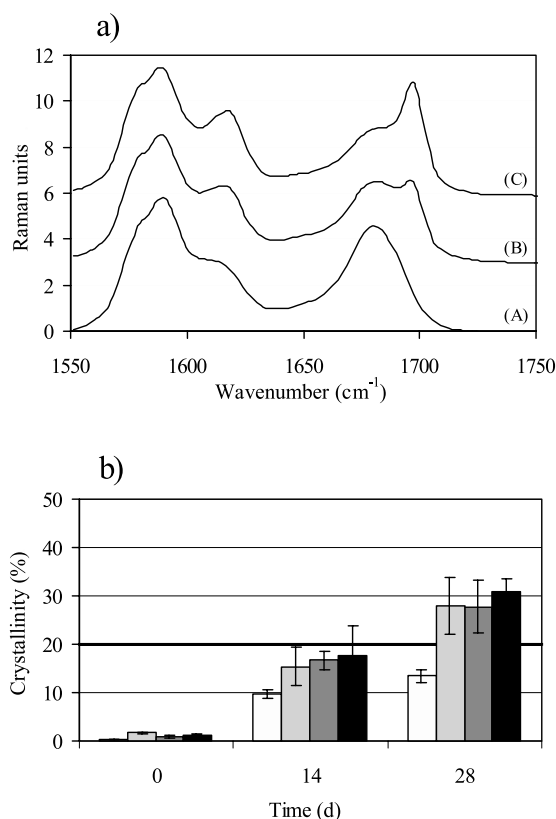 a)
12
10
8
6
4
2
0
Raman units
(C)
(B)
(A)
1550 1600 1650 1700 1750
Wavenumber (cm⁻¹)
b)
50
40
30
20
10
0
Crystallinity (%)
0 14 28
Time (d)